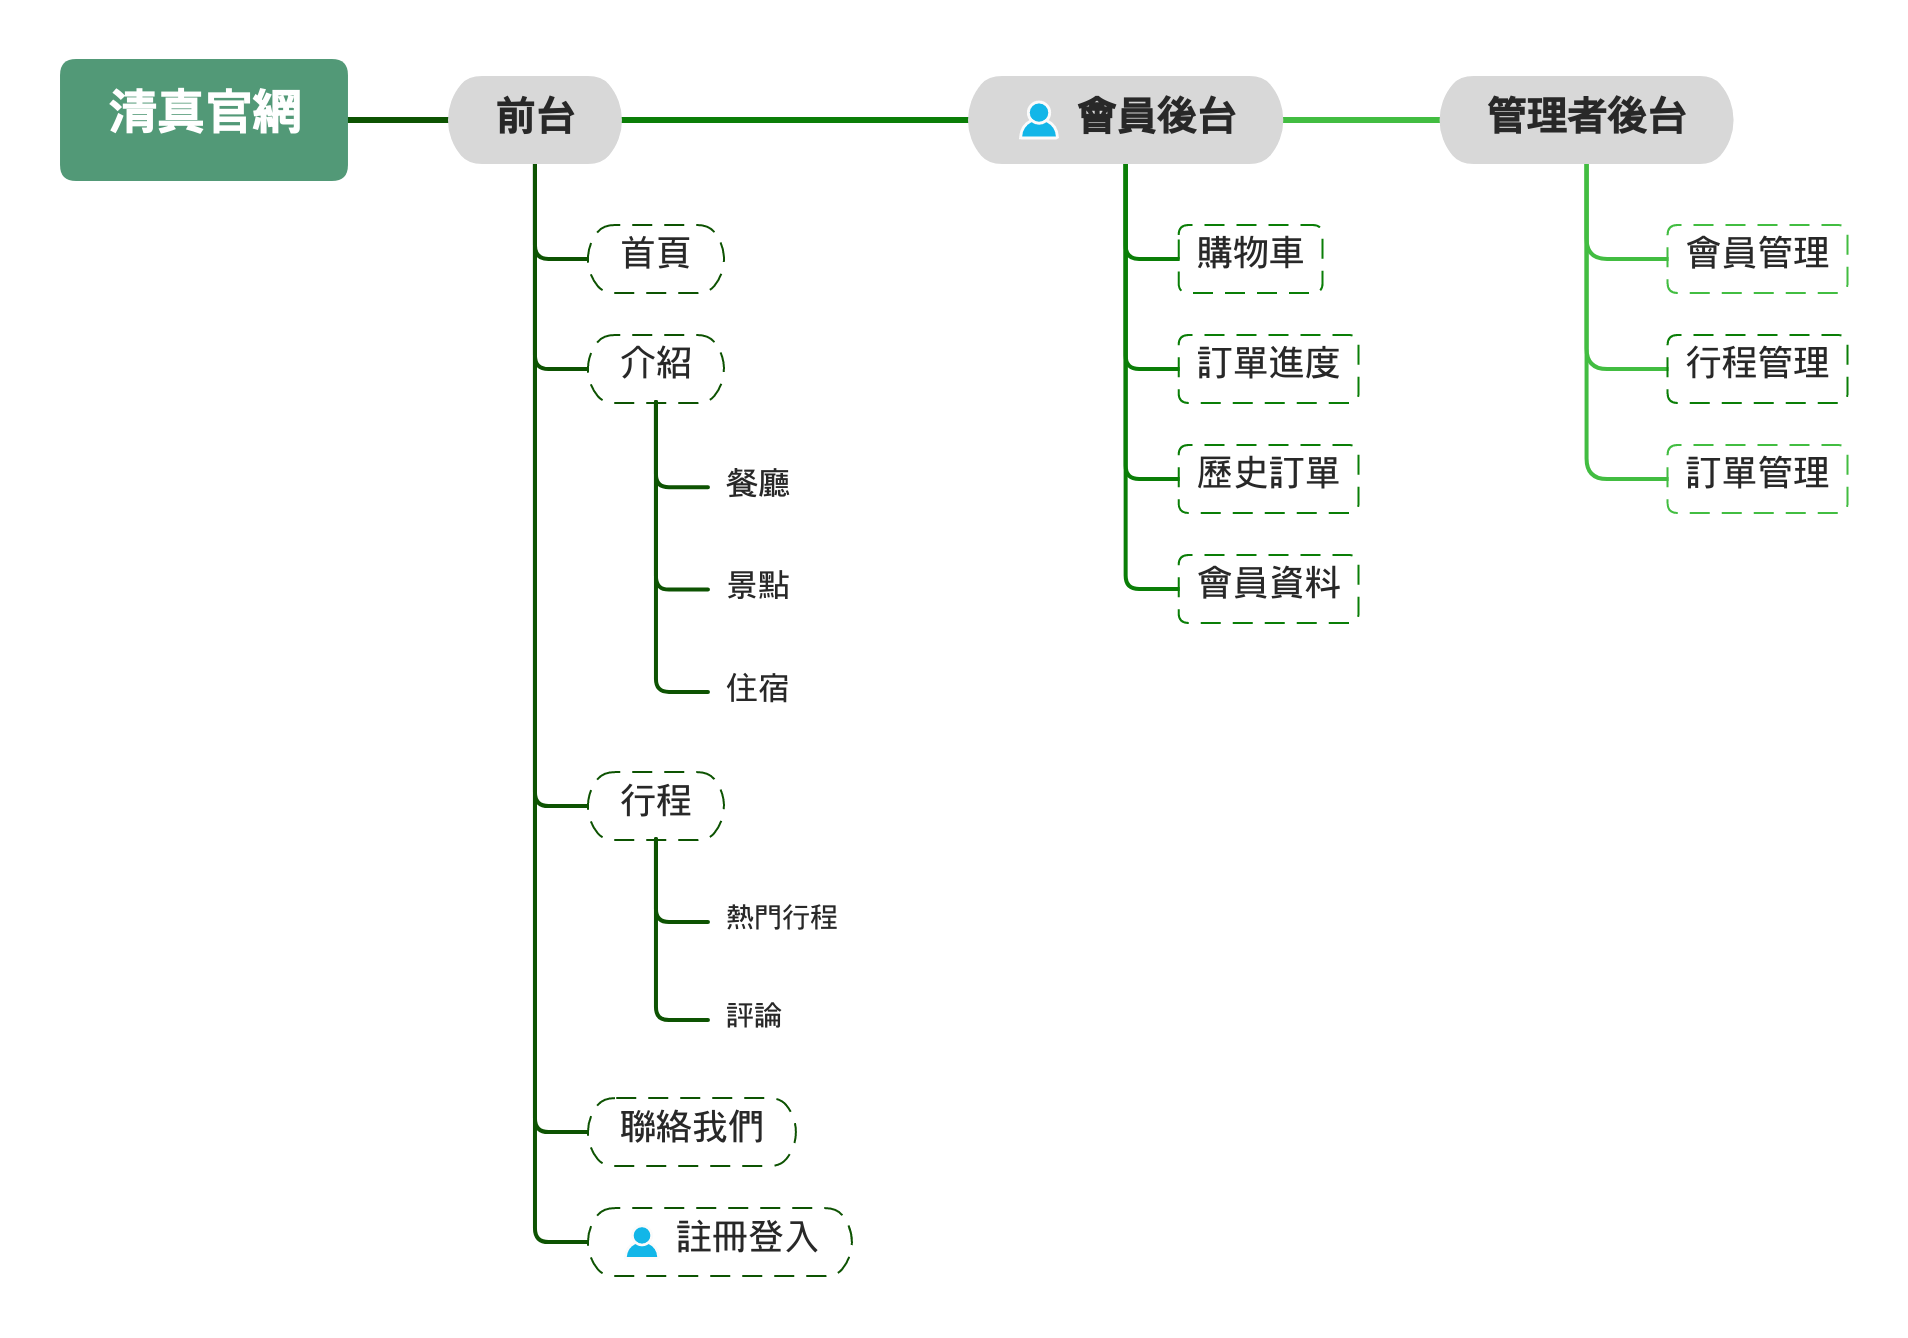 清真官網
前台
會員後台
管理者後台
首頁
介紹
餐廳
景點
住宿
行程
熱門行程
評論
聯絡我們
註冊登入
購物車
訂單進度
歷史訂單
會員資料
會員管理
行程管理
訂單管理